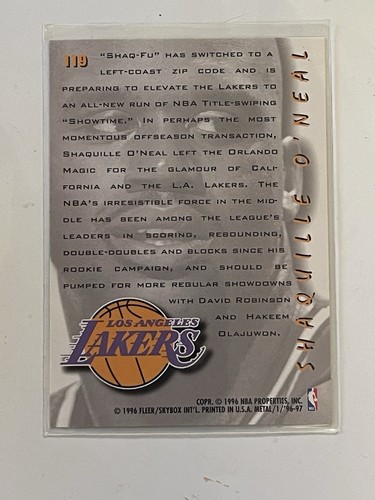 119
"Shaq-Fu" has switched to a
left-coast zip code and is
preparing to elevate the Lakers to
an all-new run of NBA Title-swiping
"Showtime." In perhaps the most
momentous offseason transaction,
Shaquille O'Neal left the Orlando
Magic for the glamour of Cali-
fornia and the L.A. Lakers. The
NBA's irresistible force in the mid-
dle has been among the league's
leaders in scoring, rebounding,
double-doubles and blocks since his
rookie campaign, and should be
pumped for more regular showdowns
with David Robinson
and Hakeem
Olajuwon.
SHAQUILLE O'NEAL
LOS ANGELES
LAKERS
COPR. © 1996 NBA PROPERTIES, INC.
© 1996 FLEER/SKYBOX INT'L. PRINTED IN U.S.A. METAL/1/'96-97